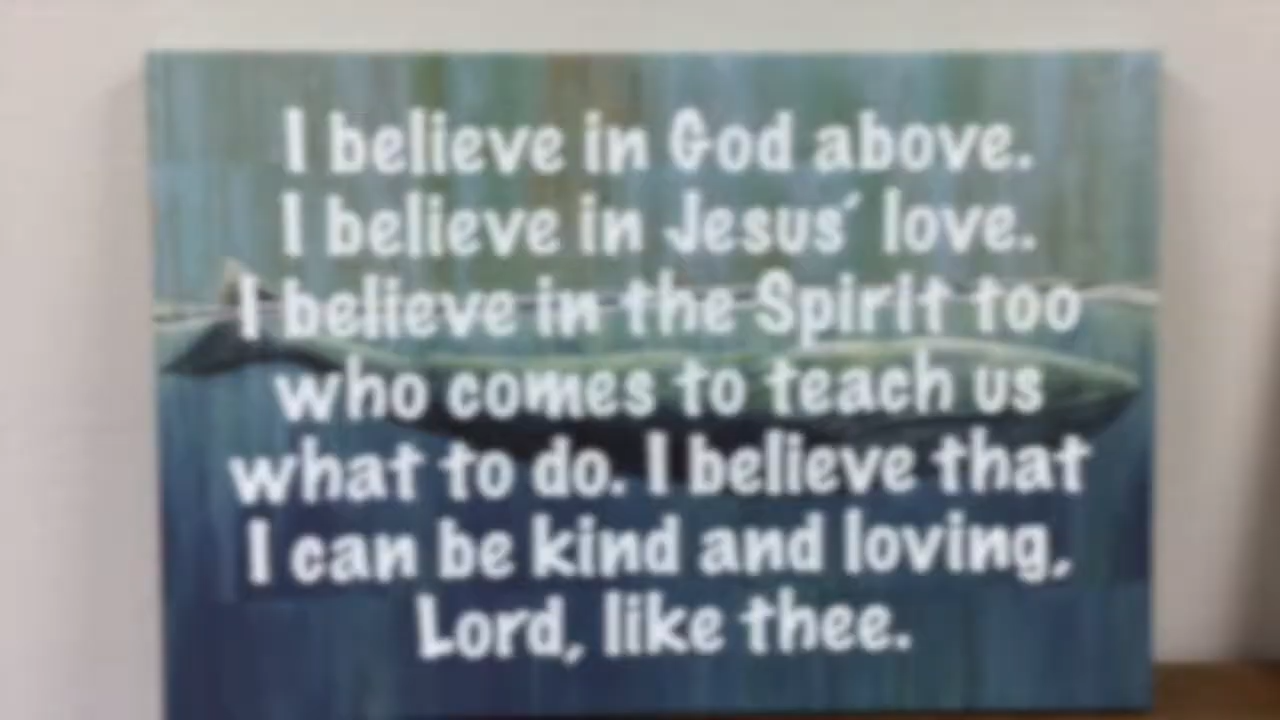 I believe in God above.
I believe in Jesus´ love.
I believe in the Spirit too
who comes to teach us
what to do. I believe that
I can be kind and loving,
Lord, like thee.